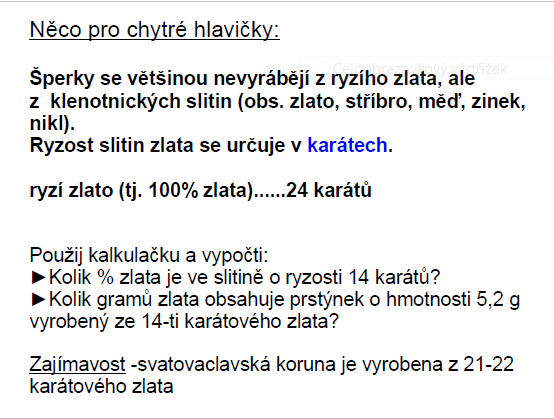 Něco pro chytré hlavičky:
Celoobrazovkový výstřižek
Šperky se většinou nevyrábějí z ryzího zlata, ale
z klenotnických slitin (obs. zlato, stříbro, měď, zinek,
nikl).
Ryzost slitin zlata se určuje v karátech.
ryzí zlato (tj. 100% zlata)......24 karátů
Použij kalkulačku a vypočti:
►Kolik % zlata je ve slitině o ryzosti 14 karátů?
►Kolik gramů zlata obsahuje prstýnek o hmotnosti 5,2 g
vyrobený ze 14-ti karátového zlata?
Zajímavost -svatovaclavská koruna je vyrobena z 21-22
karátového zlata